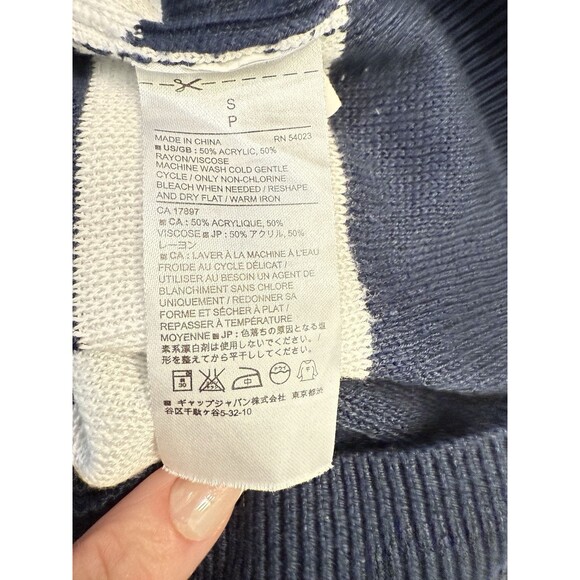 S
P
MADE IN CHINA RN 54023
US/GB : 50% ACRYLIC, 50%
RAYON/VISCOSE
MACHINE WASH COLD GENTLE
CYCLE / ONLY NON-CHLORINE
BLEACH WHEN NEEDED / RESHAPE
AND DRY FLAT / WARM IRON
CA 17897
CA : 50% ACRYLIQUE, 50%
VISCOSE JP : 50% アクリル, 50%
レーヨン
CA : LAVER À LA MACHINE À L'EAU
FROIDE AU CYCLE DÉLICAT /
UTILISER AU BESOIN UN AGENT DE
BLANCHIMENT SANS CHLORE
UNIQUEMENT / REDONNER SA
FORME ET SÉCHER À PLAT /
REPASSER À TEMPÉRATURE
MOYENNE JP : 色落ちの原因となる塩
素系漂白剤は使用しないでください。/
形を整えてから平干ししてください。
30
ギャップジャパン株式会社 東京都渋
谷区千駄ヶ谷5-32-10